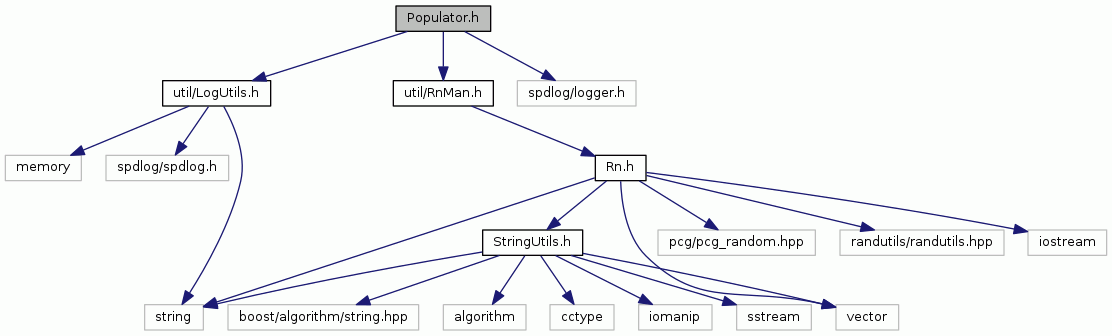 Populator.h
util/LogUtils.h
util/RnMan.h
spdlog/logger.h
memory
spdlog/spdlog.h
Rn.h
StringUtils.h
pcg/pcg_random.hpp
randutils/randutils.hpp
iostream
string
boost/algorithm/string.hpp
algorithm
cctype
iomanip
sstream
vector